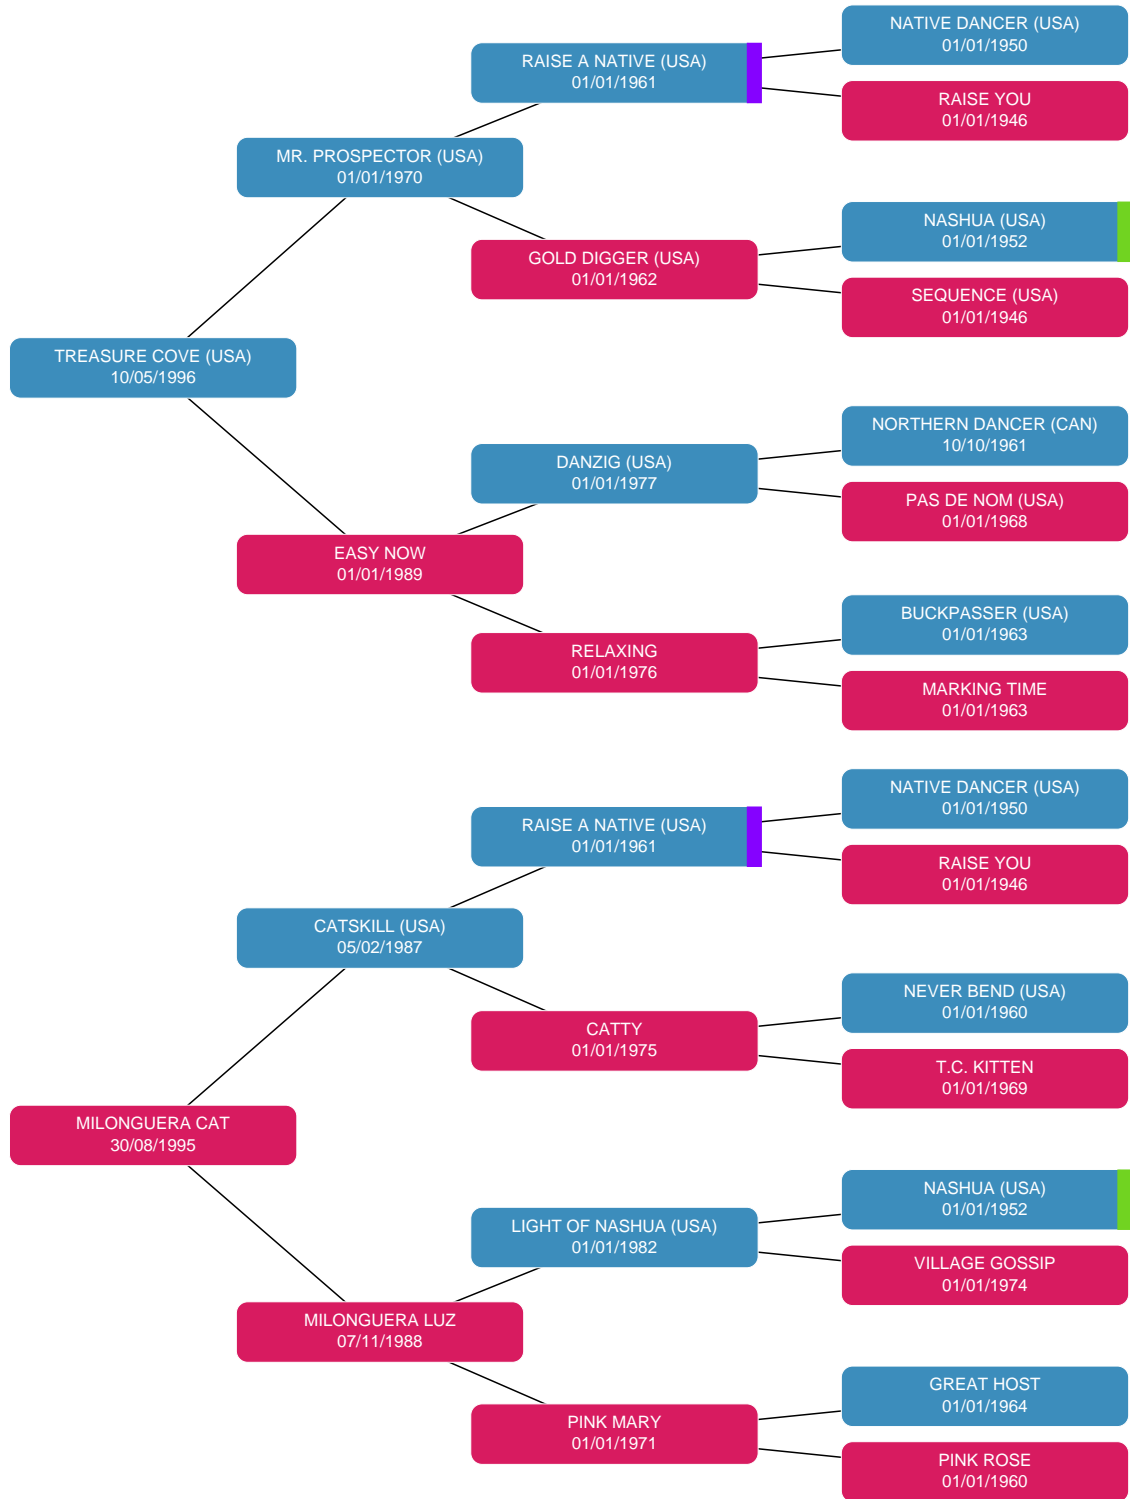 NATIVE DANCER (USA)
01/01/1950
RAISE A NATIVE (USA)
01/01/1961
RAISE YOU
01/01/1946
MR. PROSPECTOR (USA)
01/01/1970
NASHUA (USA)
01/01/1952
GOLD DIGGER (USA)
01/01/1962
SEQUENCE (USA)
01/01/1946
TREASURE COVE (USA)
10/05/1996
NORTHERN DANCER (CAN)
10/10/1961
DANZIG (USA)
01/01/1977
PAS DE NOM (USA)
01/01/1968
EASY NOW
01/01/1989
BUCKPASSER (USA)
01/01/1963
RELAXING
01/01/1976
MARKING TIME
01/01/1963
NATIVE DANCER (USA)
01/01/1950
RAISE A NATIVE (USA)
01/01/1961
RAISE YOU
01/01/1946
CATSKILL (USA)
05/02/1987
NEVER BEND (USA)
01/01/1960
CATTY
01/01/1975
T.C. KITTEN
01/01/1969
MILONGUERA CAT
30/08/1995
NASHUA (USA)
01/01/1952
LIGHT OF NASHUA (USA)
01/01/1982
VILLAGE GOSSIP
01/01/1974
MILONGUERA LUZ
07/11/1988
GREAT HOST
01/01/1964
PINK MARY
01/01/1971
PINK ROSE
01/01/1960